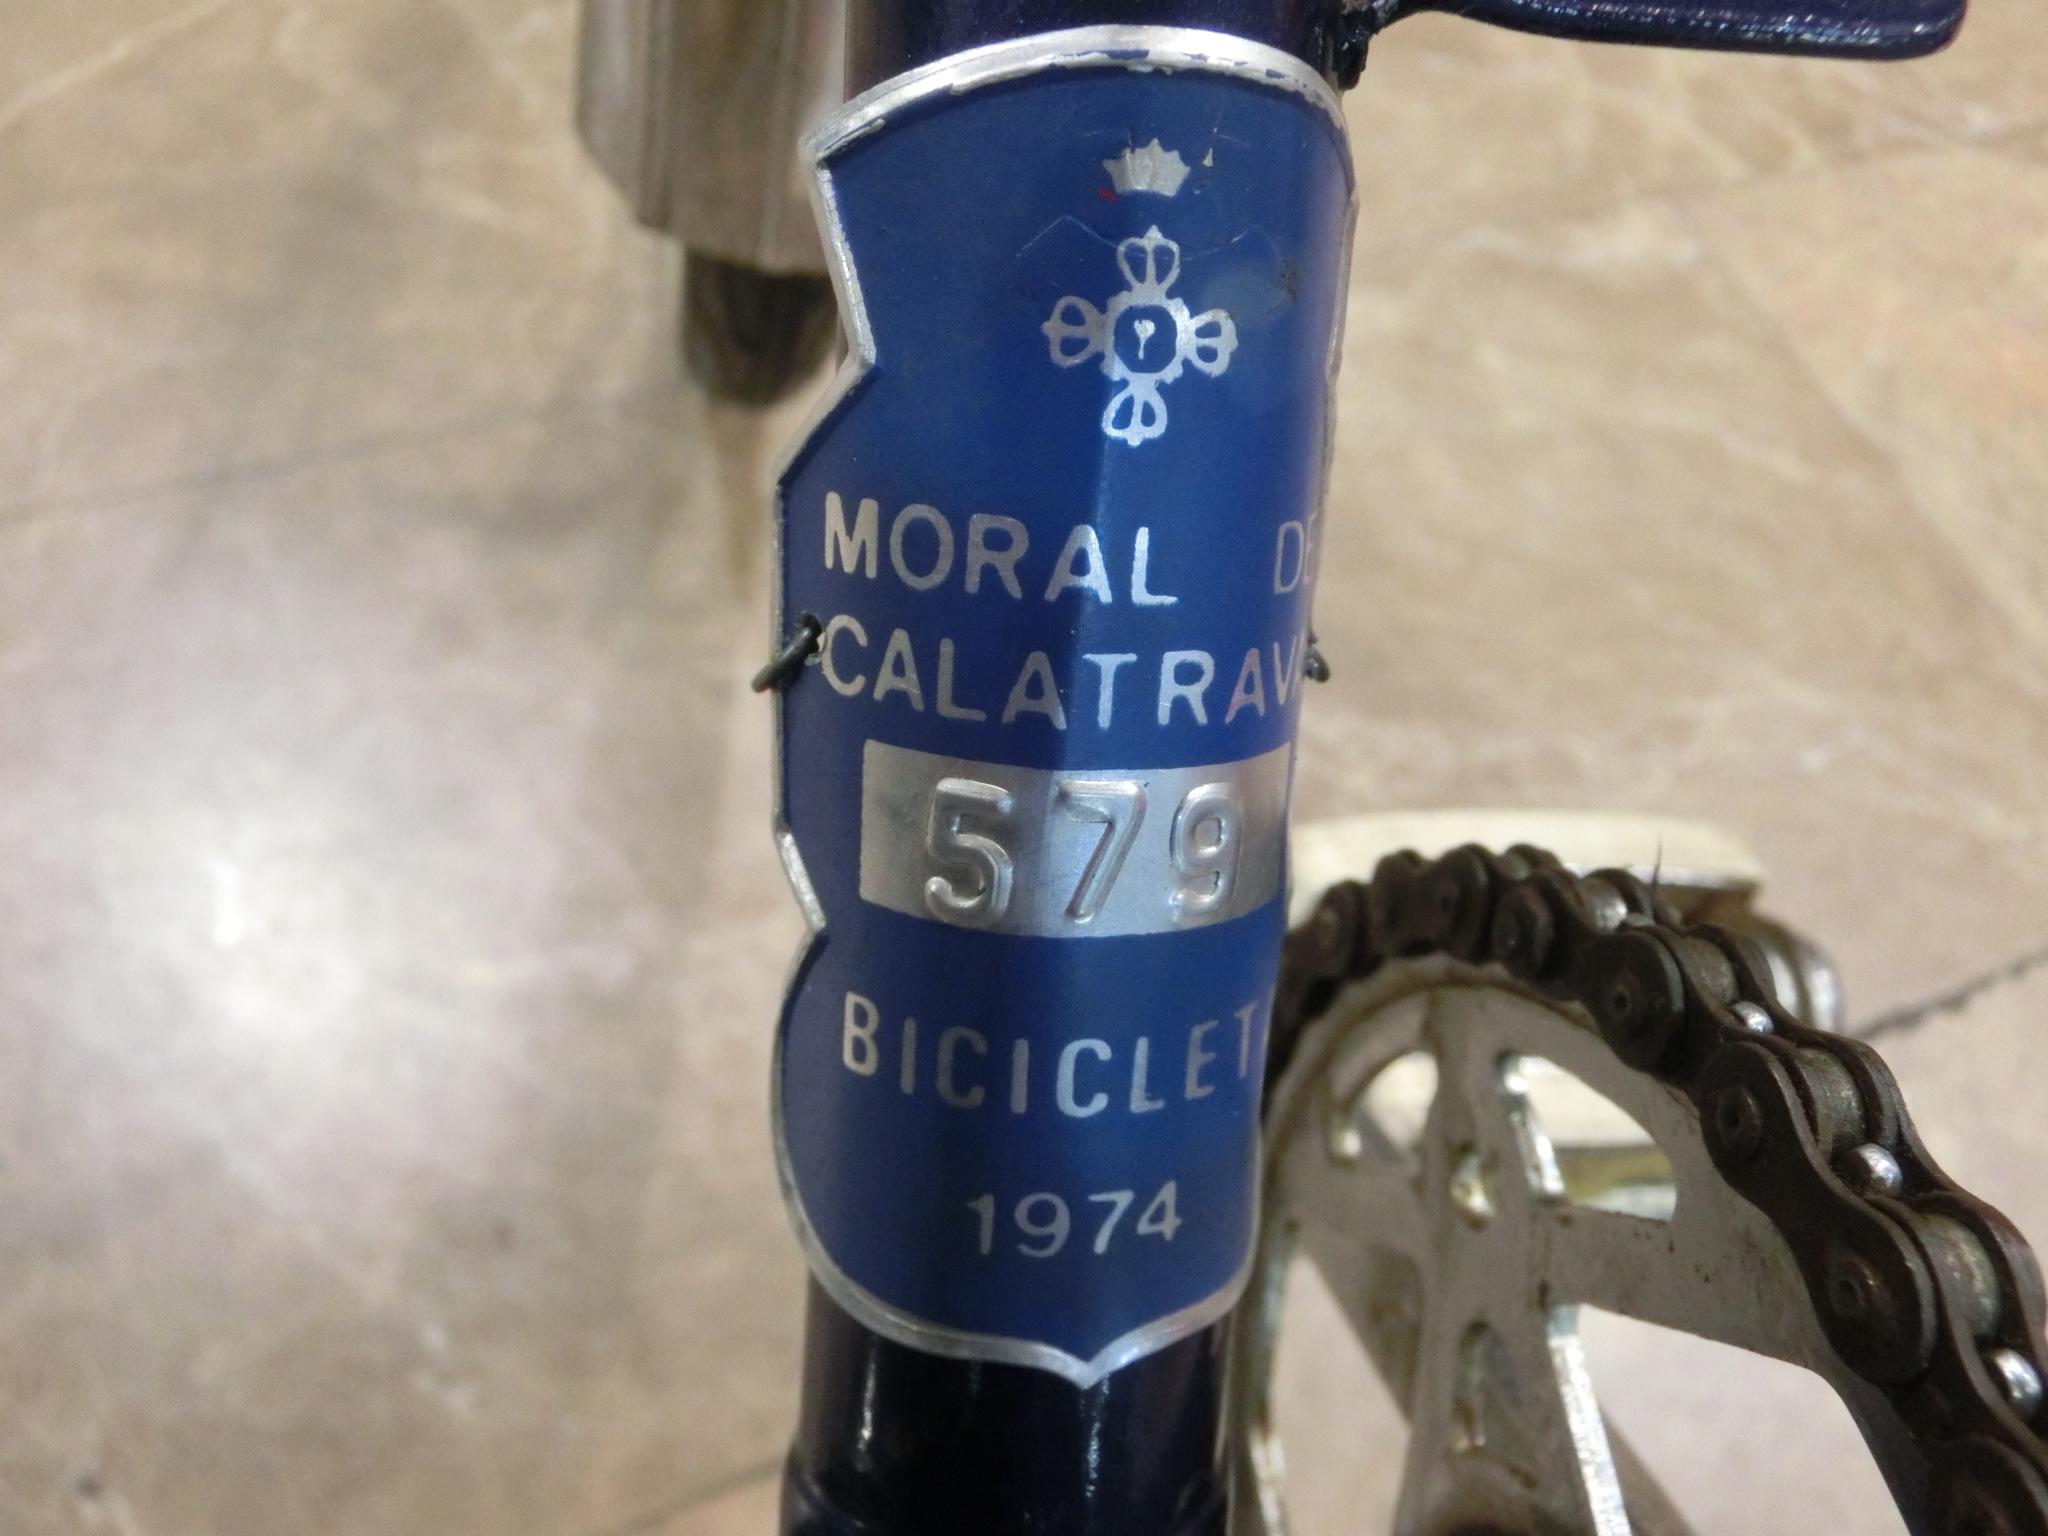 MORAL DE
CALATRAVA
579
BICICLET
1974